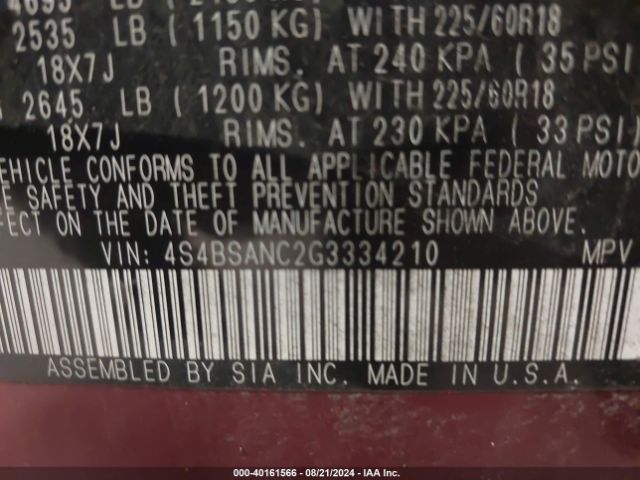 2535 LB ( 1150 KG) WITH 225/60R18
18X7J RIMS. AT 240 KPA ( 35 PSI
2645 LB ( 1200 KG) WITH 225/60R18
18X7J RIMS. AT 230 KPA ( 33 PSI)
EHICLE CONFORMS TO ALL APPLICABLE FEDERAL MOTO
E SAFETY AND THEFT PREVENTION STANDARDS
FECT ON THE DATE OF MANUFACTURE SHOWN ABOVE.
VIN: 4S4BSANC2G3334210 MPV
ASSEMBLED BY SIA INC. MADE IN U.S.A.
000-40161566 - 08/21/2024 - IAA Inc.